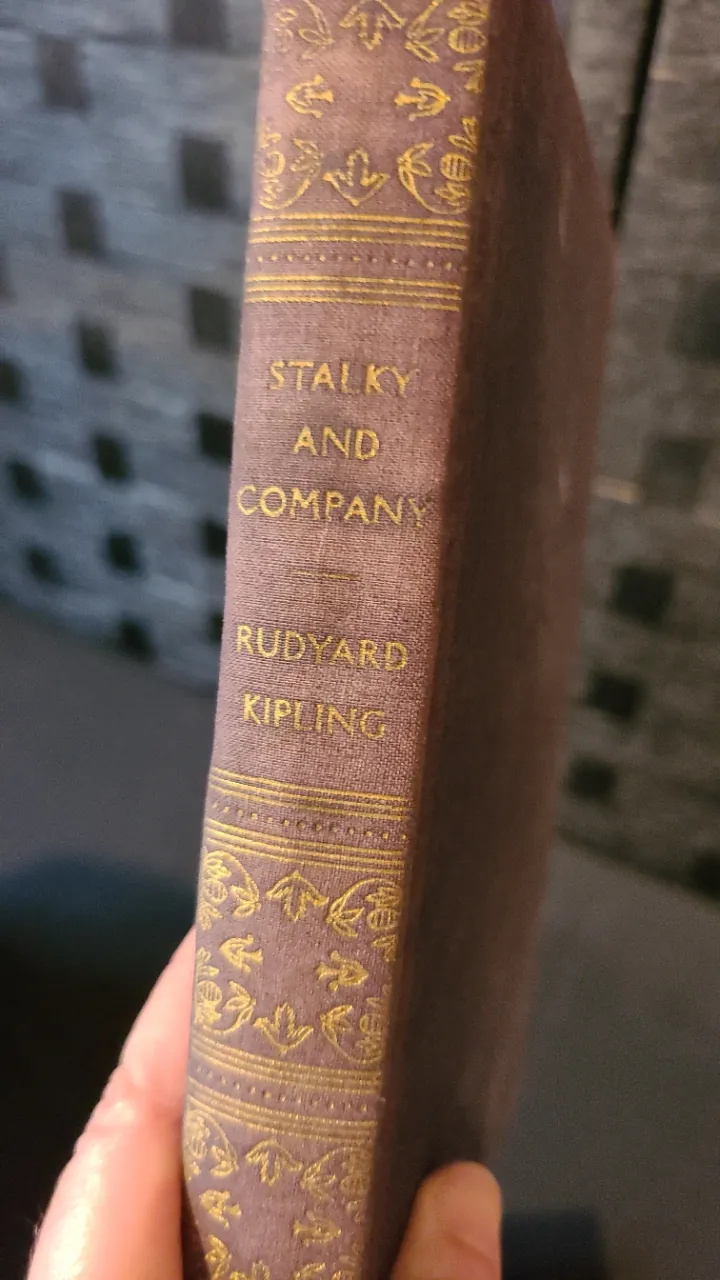 STALKY
AND
COMPANY
RUDYARD
KIPLING